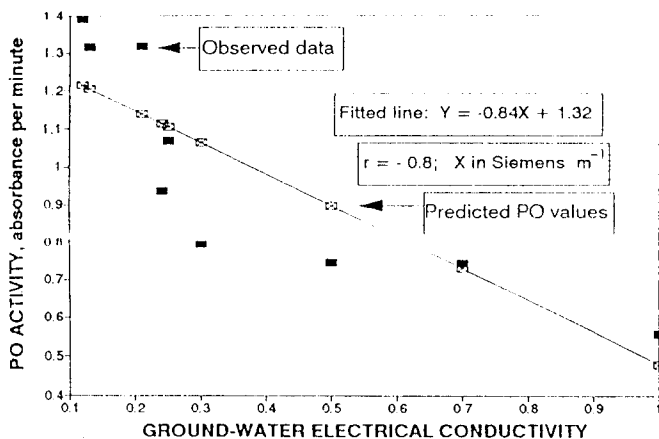 PO ACTIVITY, absorbance per minute
1.4
1.3
1.2
1.1
1
0.9
0.8
0.7
0.6
0.5
0.4
Observed data
Fitted line: Y = -0.84X + 1.32
r = - 0.8; X in Siemens m⁻¹
Predicted PO values
0.1 0.2 0.3 0.4 0.5 0.6 0.7 0.8 0.9 1
GROUND-WATER ELECTRICAL CONDUCTIVITY